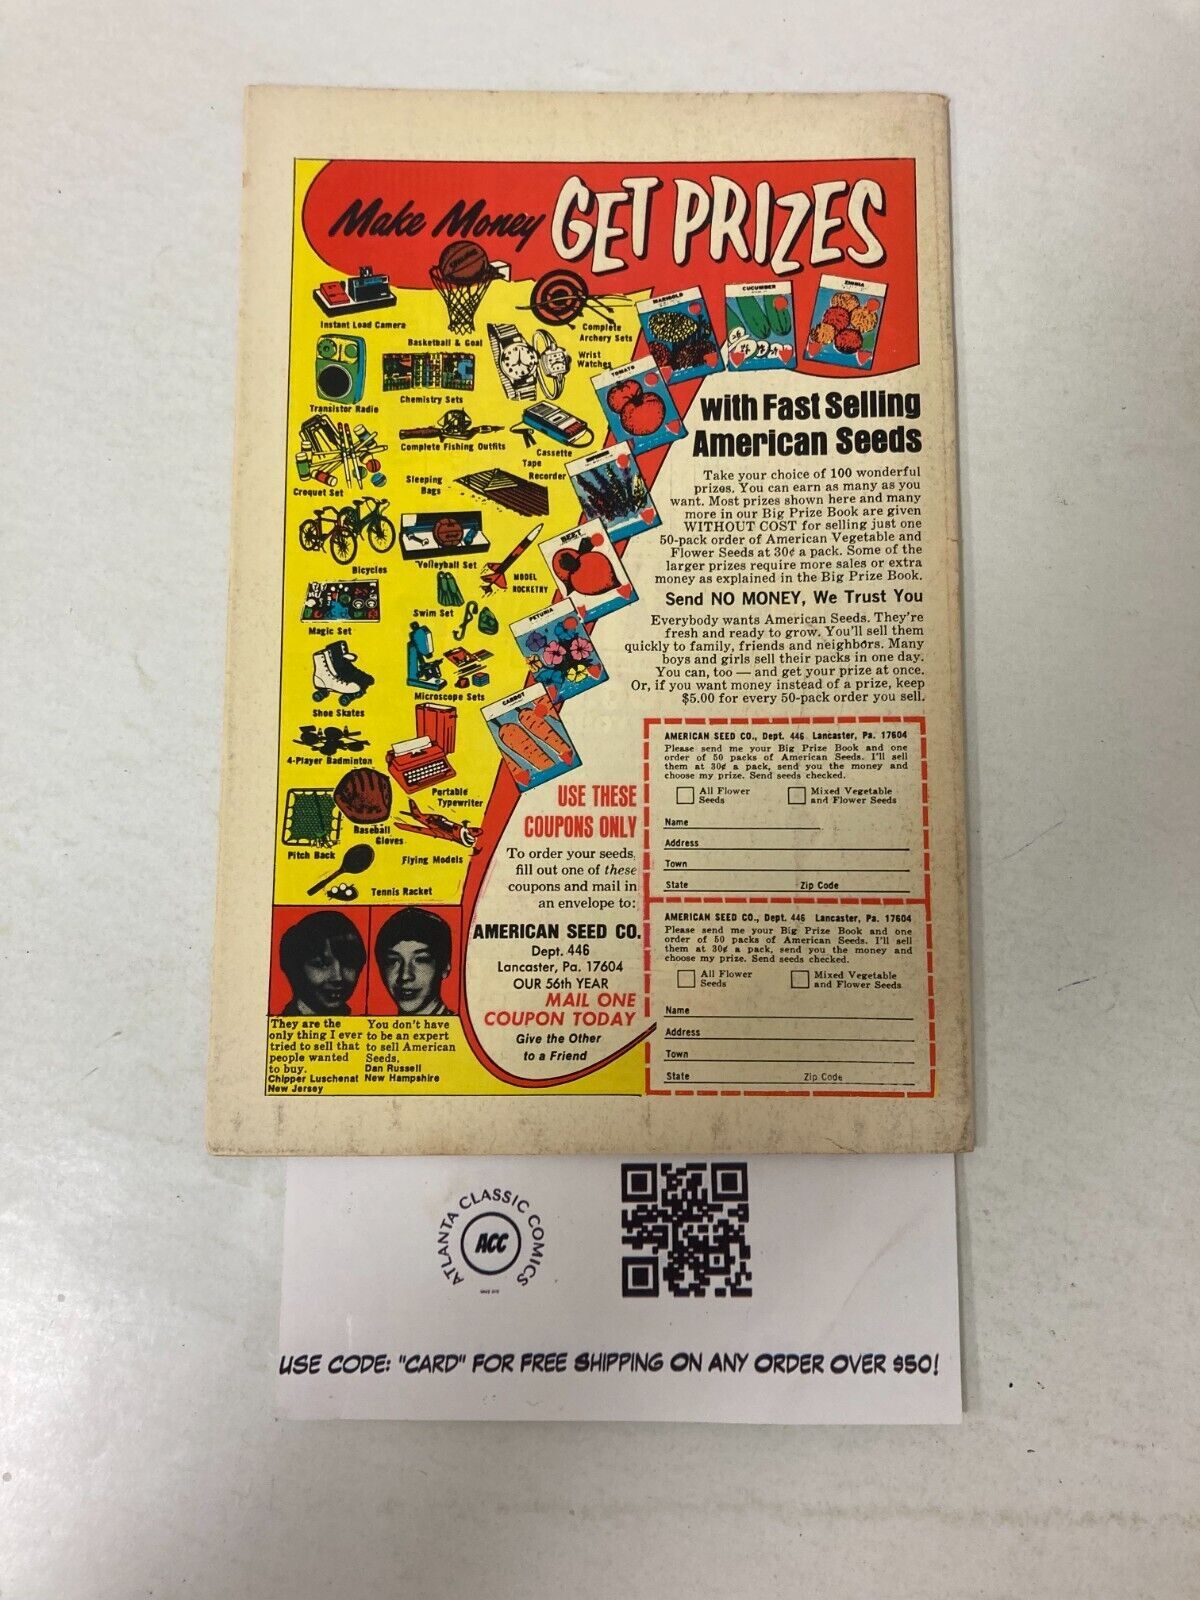 Make Money GET PRIZES
Instant Load Camera
SPALDING
Basketball & Goal
Complete
Archery Sets
Wrist
Watches
Transistor Radio
Chemistry Sets
Complete Fishing Outfits
Cassette
Tape
Recorder
Croquet Set
Sleeping
Bags
Bicycles
Volleyball Set
MODEL
ROCKETRY
Magic Set
Swim Set
Microscope Sets
Shoe Skates
4-Player Badminton
Portable
Typewriter
Pitch Back
Baseball
Gloves
Flying Models
Tennis Racket
MARIGOLD
CUCUMBER
ZINNIA
TOMATO
BEET
PETUNIA
CARROT
with Fast Selling
American Seeds
Take your choice of 100 wonderful
prizes. You can earn as many as you
want. Most prizes shown here and many
more in our Big Prize Book are given
WITHOUT COST for selling just one
50-pack order of American Vegetable and
Flower Seeds at 30¢ a pack. Some of the
larger prizes require more sales or extra
money as explained in the Big Prize Book.
Send NO MONEY, We Trust You
Everybody wants American Seeds. They're
fresh and ready to grow. You'll sell them
quickly to family, friends and neighbors. Many
boys and girls sell their packs in one day.
You can, too — and get your prize at once.
Or, if you want money instead of a prize, keep
$5.00 for every 50-pack order you sell.
USE THESE
COUPONS ONLY
To order your seeds,
fill out one of these
coupons and mail in
an envelope to:
AMERICAN SEED CO.
Dept. 446
Lancaster, Pa. 17604
OUR 56th YEAR
MAIL ONE
COUPON TODAY
Give the Other
to a Friend
AMERICAN SEED CO., Dept. 446 Lancaster, Pa. 17604
Please send me your Big Prize Book and one
order of 50 packs of American Seeds. I'll sell
them at 30¢ a pack, send you the money and
choose my prize. Send seeds checked.
All Flower
Seeds
Mixed Vegetable
and Flower Seeds
Name
Address
Town
State Zip Code
AMERICAN SEED CO., Dept. 446 Lancaster, Pa. 17604
Please send me your Big Prize Book and one
order of 50 packs of American Seeds. I'll sell
them at 30¢ a pack, send you the money and
choose my prize. Send seeds checked.
All Flower
Seeds
Mixed Vegetable
and Flower Seeds
Name
Address
Town
State Zip Code
They are the
only thing I ever
tried to sell that
people wanted
to buy.
Chipper Luschenat
New Jersey
You don't have
to be an expert
to sell American
Seeds.
Dan Russell
New Hampshire
ATLANTA CLASSIC COMICS
ACC
USE CODE: "CARD" FOR FREE SHIPPING ON ANY ORDER OVER $50!